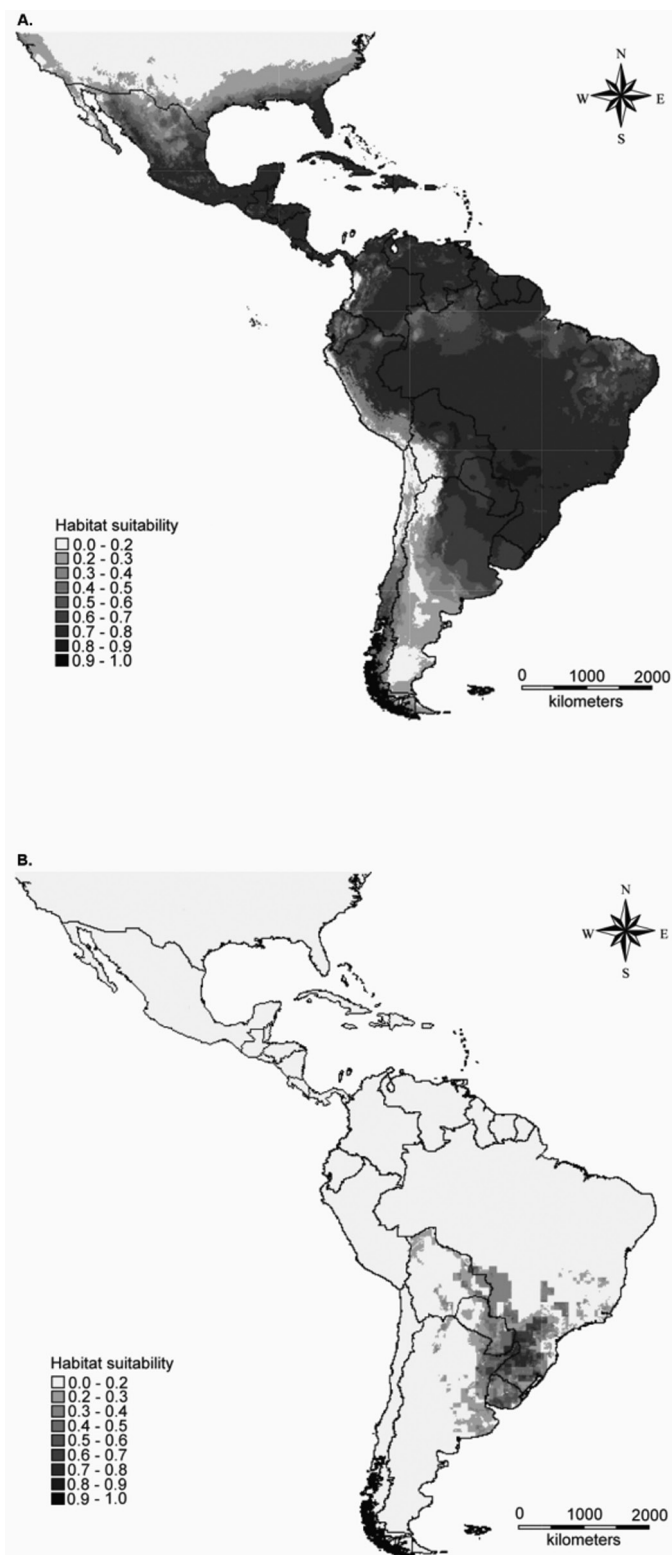 A.
N
W E
S
Habitat suitability
0.0 - 0.2
0.2 - 0.3
0.3 - 0.4
0.4 - 0.5
0.5 - 0.6
0.6 - 0.7
0.7 - 0.8
0.8 - 0.9
0.9 - 1.0
0 1000 2000
kilometers
B.
N
W E
S
Habitat suitability
0.0 - 0.2
0.2 - 0.3
0.3 - 0.4
0.4 - 0.5
0.5 - 0.6
0.6 - 0.7
0.7 - 0.8
0.8 - 0.9
0.9 - 1.0
0 1000 2000
kilometers